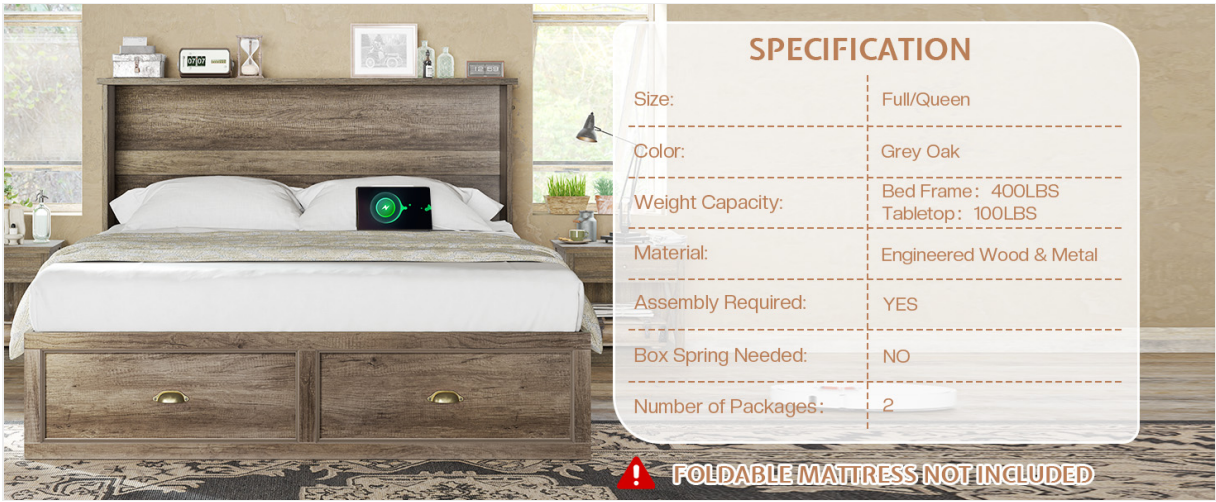 SPECIFICATION
Size: Full/Queen
Color: Grey Oak
Weight Capacity: Bed Frame: 400LBS
Tabletop: 100LBS
Material: Engineered Wood & Metal
Assembly Required: YES
Box Spring Needed: NO
Number of Packages: 2
FOLDABLE MATTRESS NOT INCLUDED